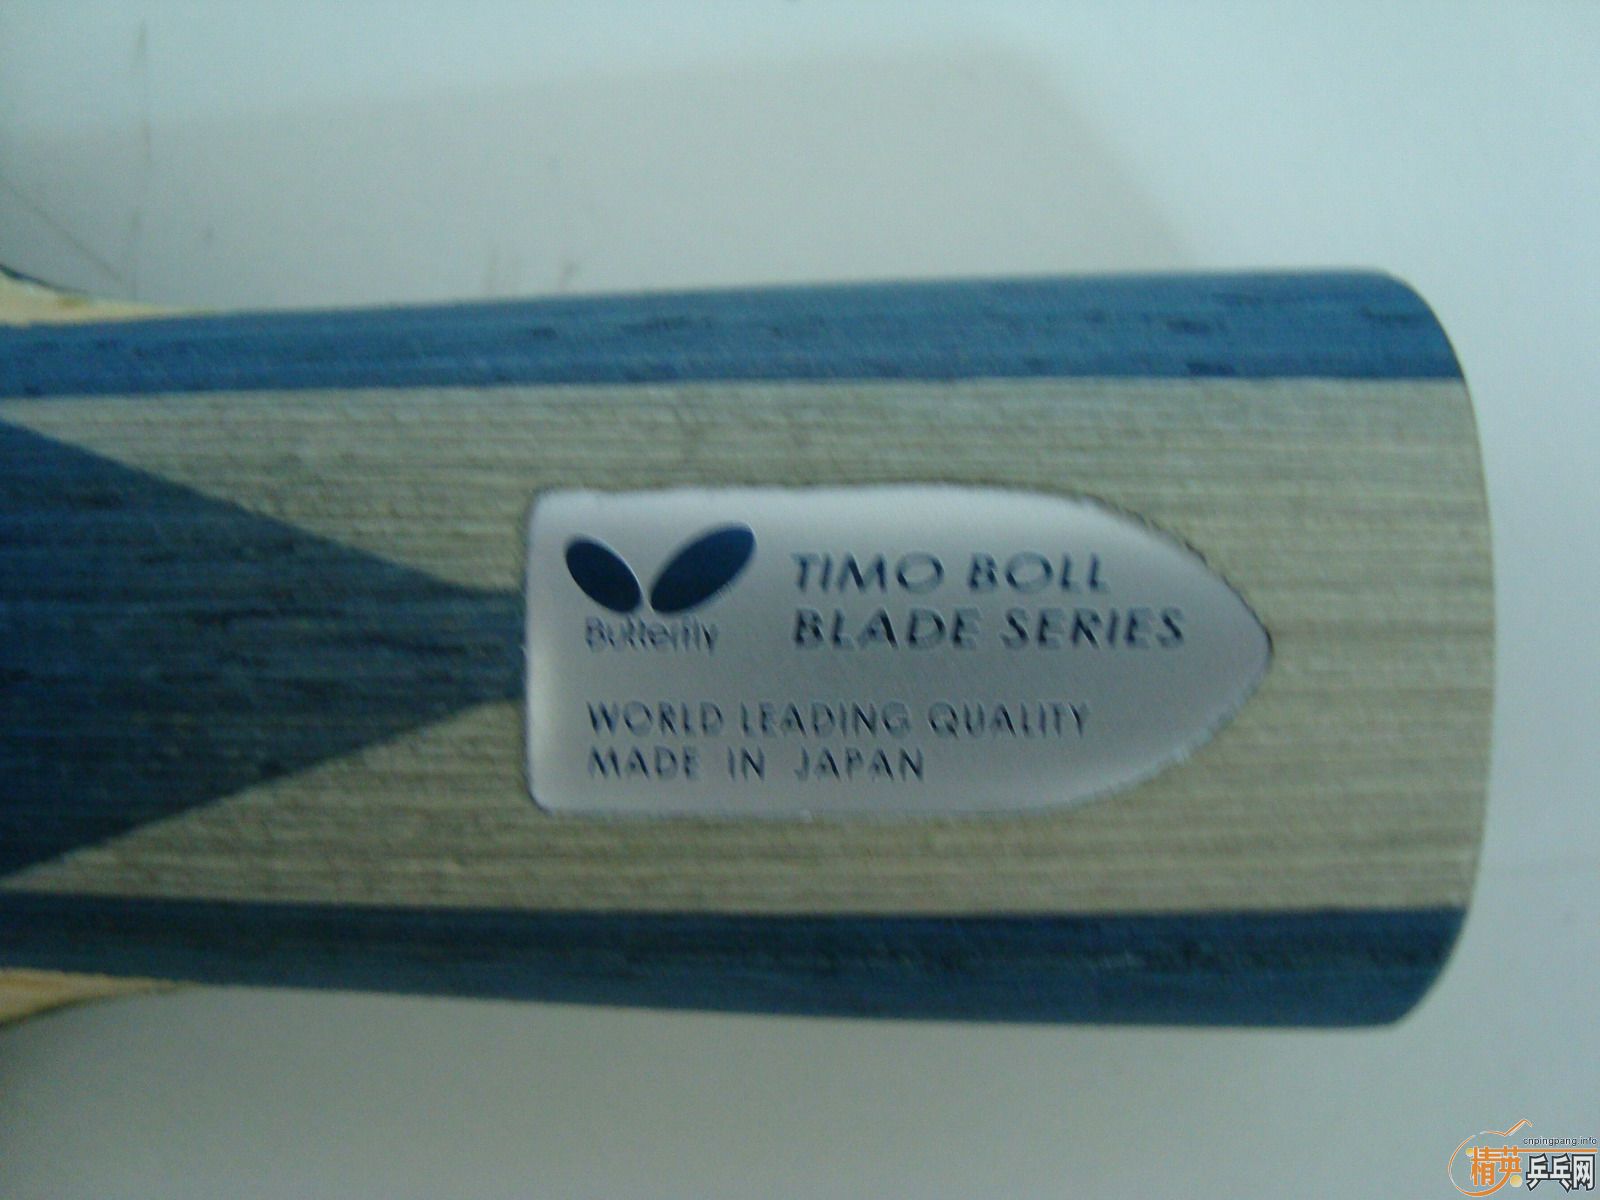 Butterfly
TIMO BOLL
BLADE SERIES
WORLD LEADING QUALITY
MADE IN JAPAN
cnpingpang.info
精英乒乓网